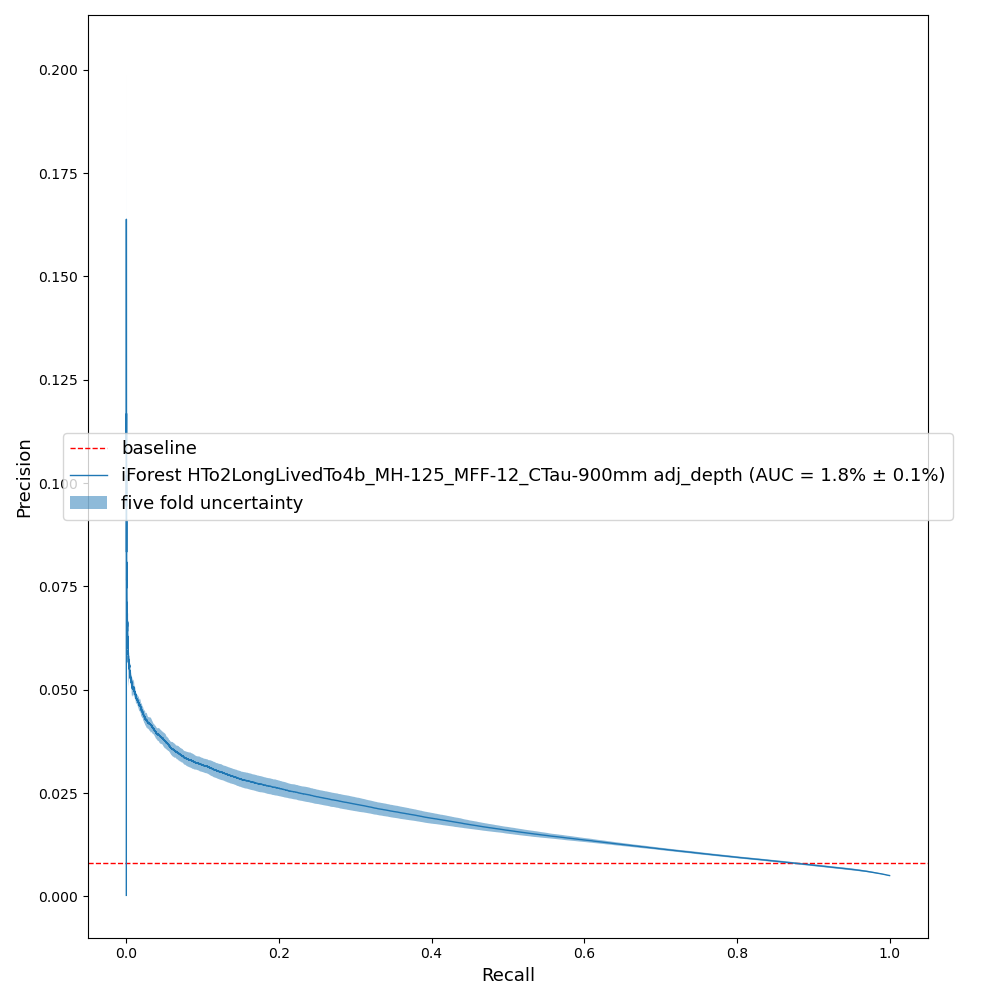 0.200
0.175
0.150
0.125
0.100
0.075
0.050
0.025
0.000
Precision
baseline
iForest HTo2LongLivedTo4b_MH-125_MFF-12_CTau-900mm adj_depth (AUC = 1.8% ± 0.1%)
five fold uncertainty
0.0 0.2 0.4 0.6 0.8 1.0
Recall